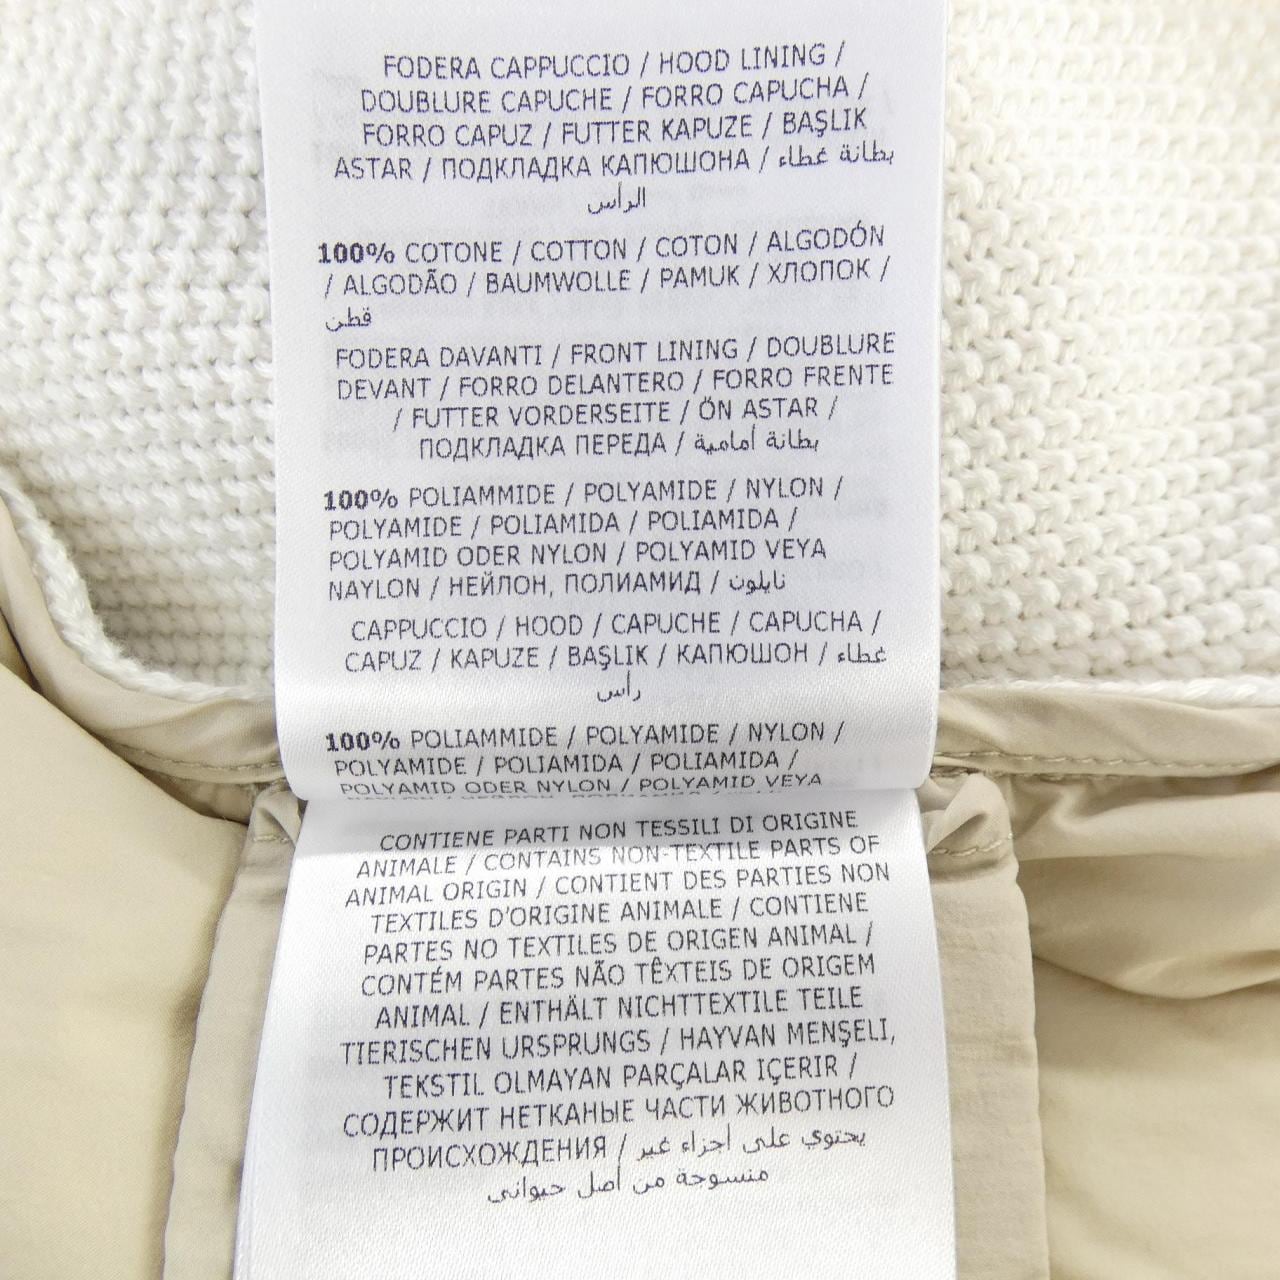 FODERA CAPPUCCIO / HOOD LINING /
DOUBLURE CAPUCHE / FORRO CAPUCHA /
FORRO CAPUZ / FUTTER KAPUZE / BAŞLIK
ASTAR / ПОДКЛАДКА КАПЮШОНА / بطانة غطاء
الرأس
100% COTONE / COTTON / COTON / ALGODÓN
/ ALGODÃO / BAUMWOLLE / PAMUK / ХЛОПОК /
قطن
FODERA DAVANTI / FRONT LINING / DOUBLURE
DEVANT / FORRO DELANTERO / FORRO FRENTE
/ FUTTER VORDERSEITE / ÖN ASTAR /
ПОДКЛАДКА ПЕРЕДА / بطانة أمامية
100% POLIAMMIDE / POLYAMIDE / NYLON /
POLYAMIDE / POLIAMIDA / POLIAMIDA /
POLYAMID ODER NYLON / POLYAMID VEYA
NAYLON / НЕЙЛОН, ПОЛИАМИД / نايلون
CAPPUCCIO / HOOD / CAPUCHE / CAPUCHA /
CAPUZ / KAPUZE / BAŞLIK / КАПЮШОН / غطاء
رأس
100% POLIAMMIDE / POLYAMIDE / NYLON /
POLYAMIDE / POLIAMIDA / POLIAMIDA /
POLYAMID ODER NYLON / POLYAMID VEYA
CONTIENE PARTI NON TESSILI DI ORIGINE
ANIMALE / CONTAINS NON-TEXTILE PARTS OF
ANIMAL ORIGIN / CONTIENT DES PARTIES NON
TEXTILES D'ORIGINE ANIMALE / CONTIENE
PARTES NO TEXTILES DE ORIGEN ANIMAL /
CONTÉM PARTES NÃO TÊXTEIS DE ORIGEM
ANIMAL / ENTHÄLT NICHTTEXTILE TEILE
TIERISCHEN URSPRUNGS / HAYVAN MENŞELI,
TEKSTIL OLMAYAN PARÇALAR IÇERIR /
СОДЕРЖИТ НЕТКАНЫЕ ЧАСТИ ЖИВОТНОГО
ПРОИСХОЖДЕНИЯ / يحتوي على أجزاء غير
منسوجة من أصل حيواني